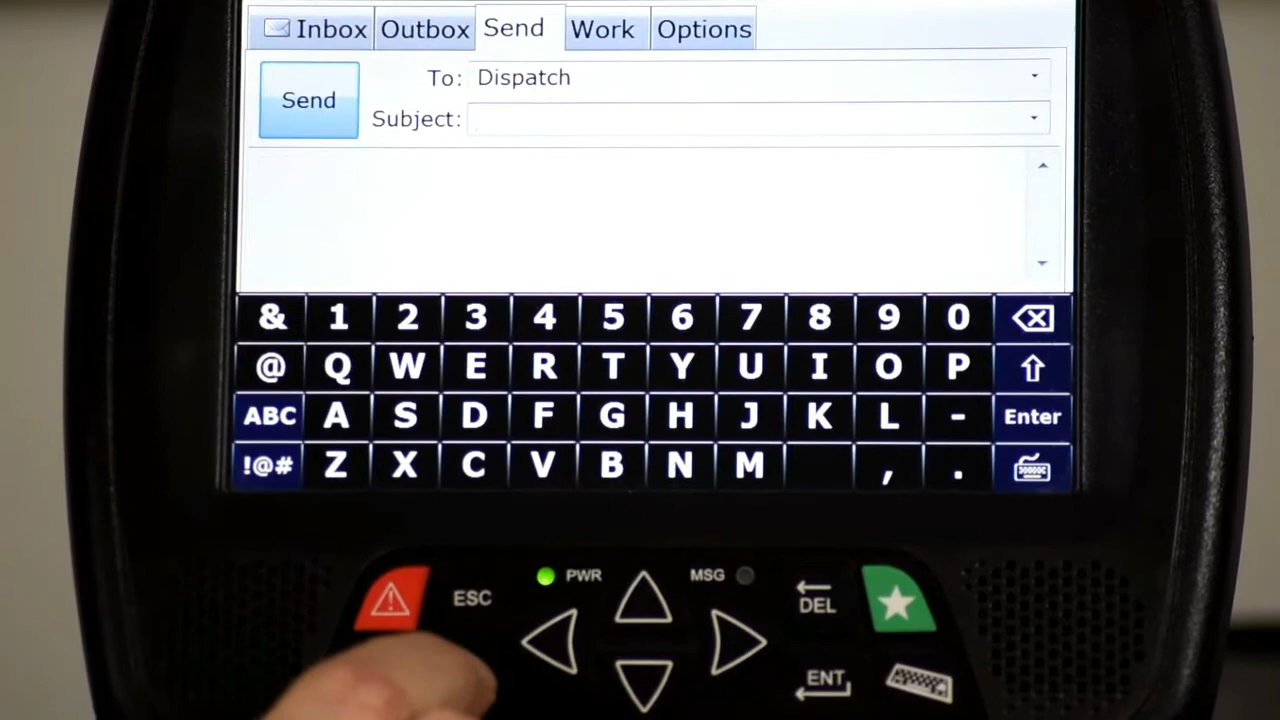 Inbox Outbox Send Work Options
Send To: Dispatch
Subject:
& 1 2 3 4 5 6 7 8 9 0
@ Q W E R T Y U I O P
ABC A S D F G H J K L - Enter
!@# Z X C V B N M , .
PWR MSG
ESC DEL
ENT